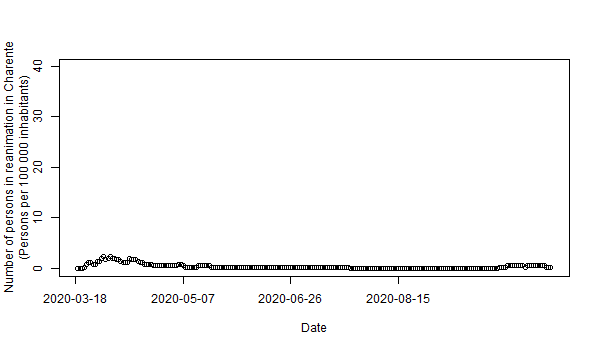 Number of persons in reanimation in Charente
(Persons per 100 000 inhabitants)
40
30
20
10
0
2020-03-18 2020-05-07 2020-06-26 2020-08-15
Date